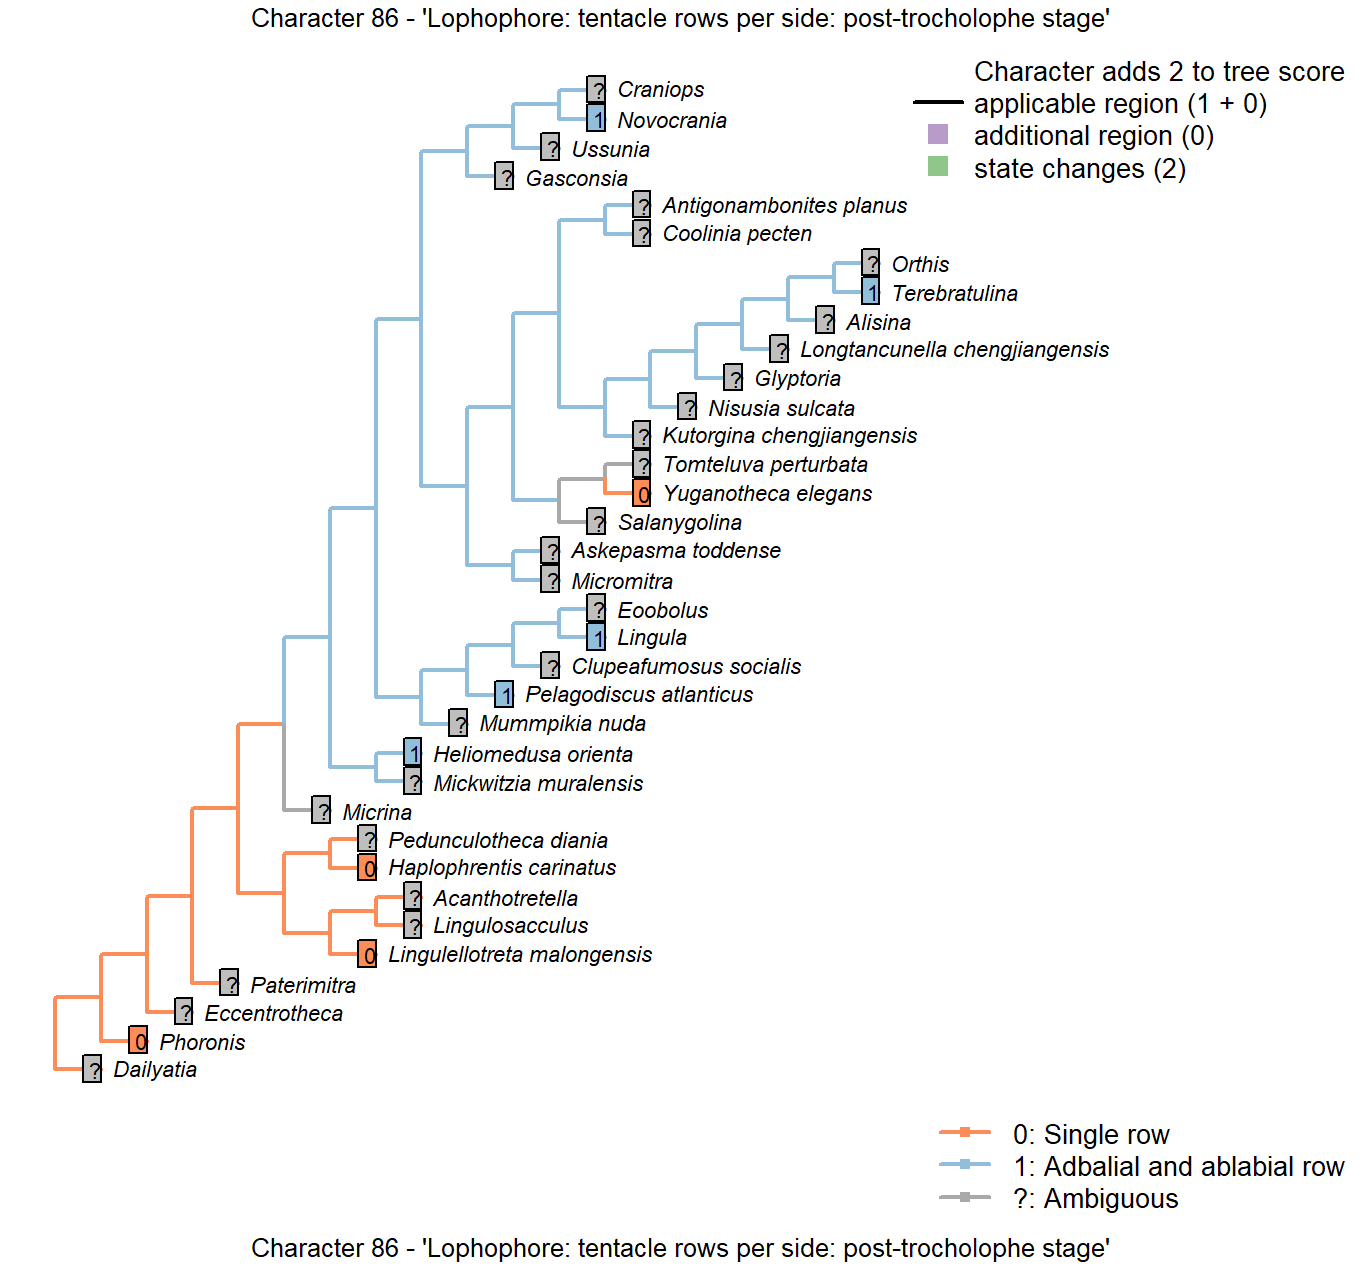 Character 86 - 'Lophophore: tentacle rows per side: post-trocholophe stage'
Character adds 2 to tree score
applicable region (1 + 0)
additional region (0)
state changes (2)
? Craniops
1 Novocrania
? Ussunia
? Gasconsia
? Antigonambonites planus
? Coolinia pecten
? Orthis
1 Terebratulina
? Alisina
? Longtancunella chengjiangensis
? Glyptoria
? Nisusia sulcata
? Kutorgina chengjiangensis
? Tomteluva perturbata
0 Yuganotheca elegans
? Salanygolina
? Askepasma toddense
? Micromitra
? Eoobolus
1 Lingula
? Clupeafumosus socialis
1 Pelagodiscus atlanticus
? Mummpikia nuda
1 Heliomedusa orienta
? Mickwitzia muralensis
? Micrina
? Pedunculotheca diania
0 Haplophrentis carinatus
? Acanthotretella
? Lingulosacculus
0 Lingulellotreta malongensis
? Paterimitra
? Eccentrotheca
0 Phoronis
? Dailyatia
0: Single row
1: Adbalial and ablabial row
?: Ambiguous
Character 86 - 'Lophophore: tentacle rows per side: post-trocholophe stage'